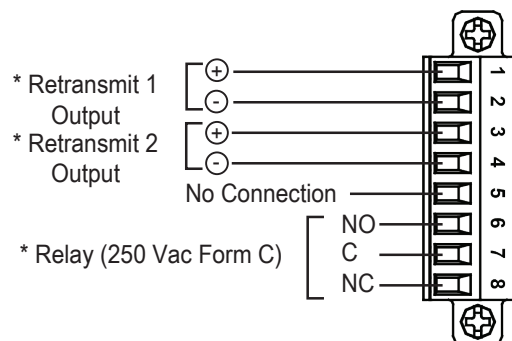 * Retransmit 1
Output
+
-
* Retransmit 2
Output
+
-
No Connection
* Relay (250 Vac Form C)
NO
C
NC
1
2
3
4
5
6
7
8